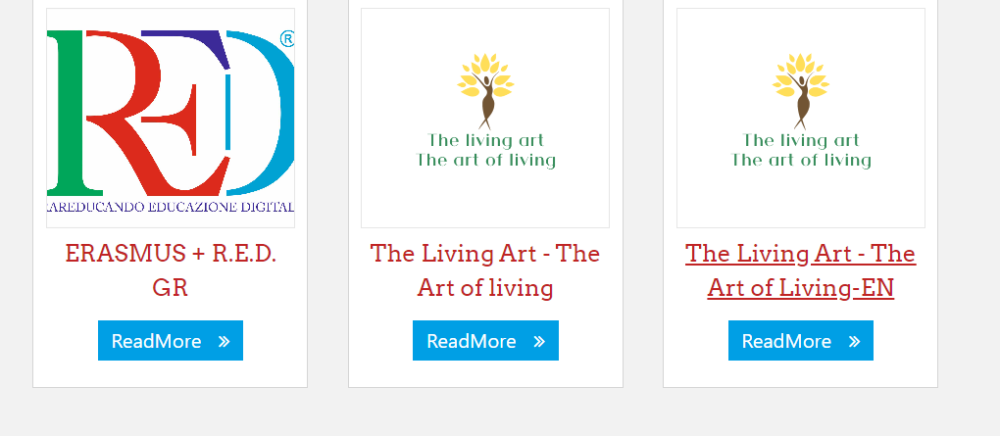 RED®
RAREDUCANDO EDUCAZIONE DIGITAL
ERASMUS + R.E.D.
GR
ReadMore »
The living art
The art of living
The Living Art - The
Art of living
ReadMore »
The living art
The art of living
The Living Art - The
Art of Living-EN
ReadMore »